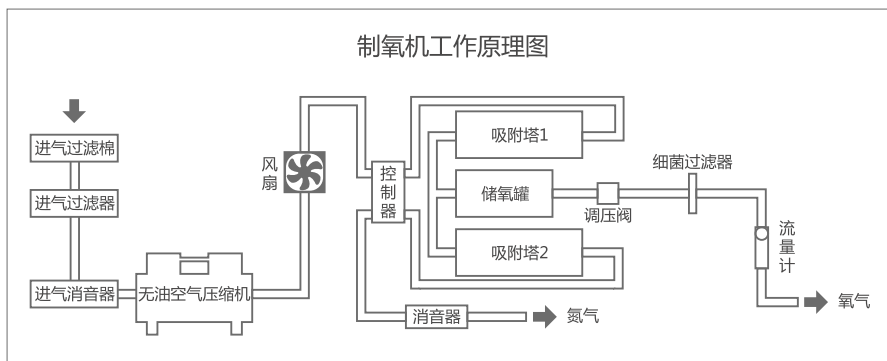 制氧机工作原理图
进气过滤棉
进气过滤器
进气消音器
无油空气压缩机
风扇
控制器
吸附塔1
储氧罐
吸附塔2
消音器
氮气
调压阀
细菌过滤器
流量计
氧气